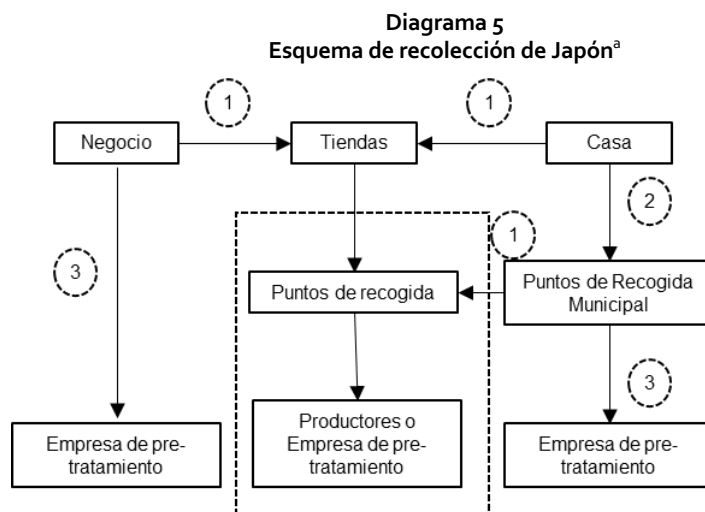 Diagrama 5
Esquema de recolección de Japónᵃ
1
1
Negocio
Tiendas
Casa
2
1
3
Puntos de recogida
Puntos de Recogida
Municipal
3
Empresa de pre-
tratamiento
Productores o
Empresa de pre-
tratamiento
Empresa de pre-
tratamiento